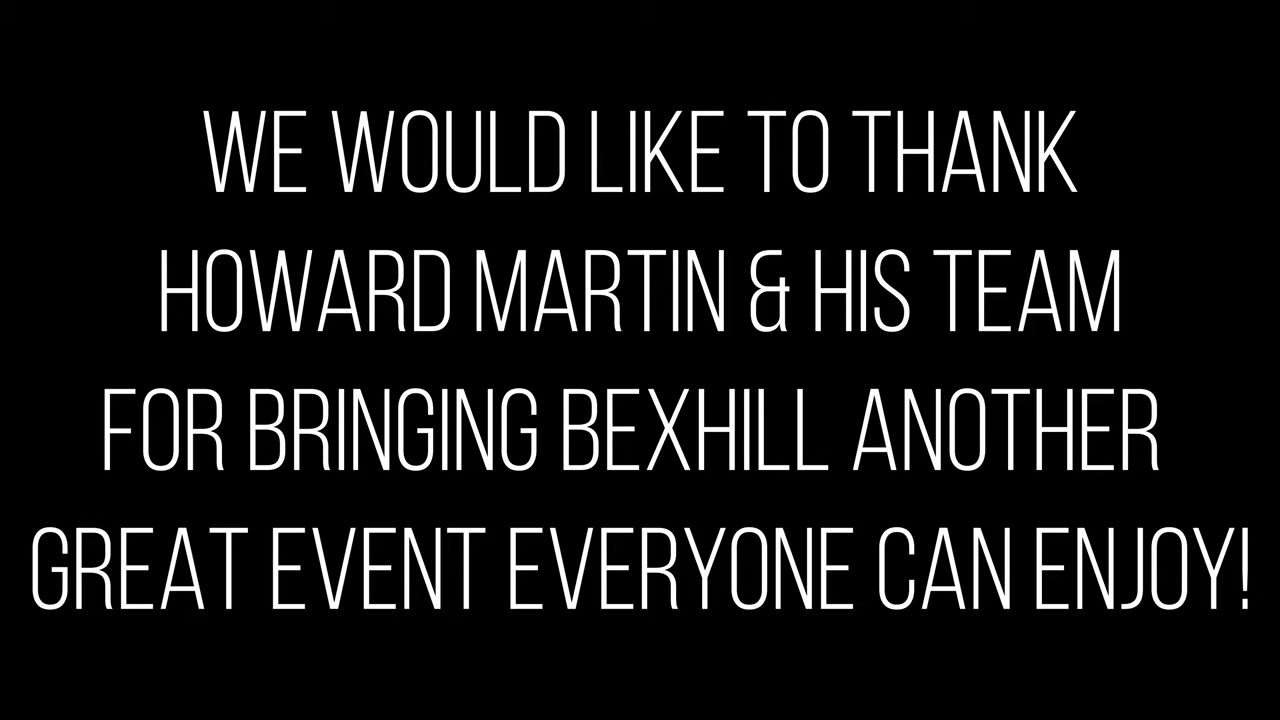 WE WOULD LIKE TO THANK
HOWARD MARTIN & HIS TEAM
FOR BRINGING BEXHILL ANOTHER
GREAT EVENT EVERYONE CAN ENJOY!